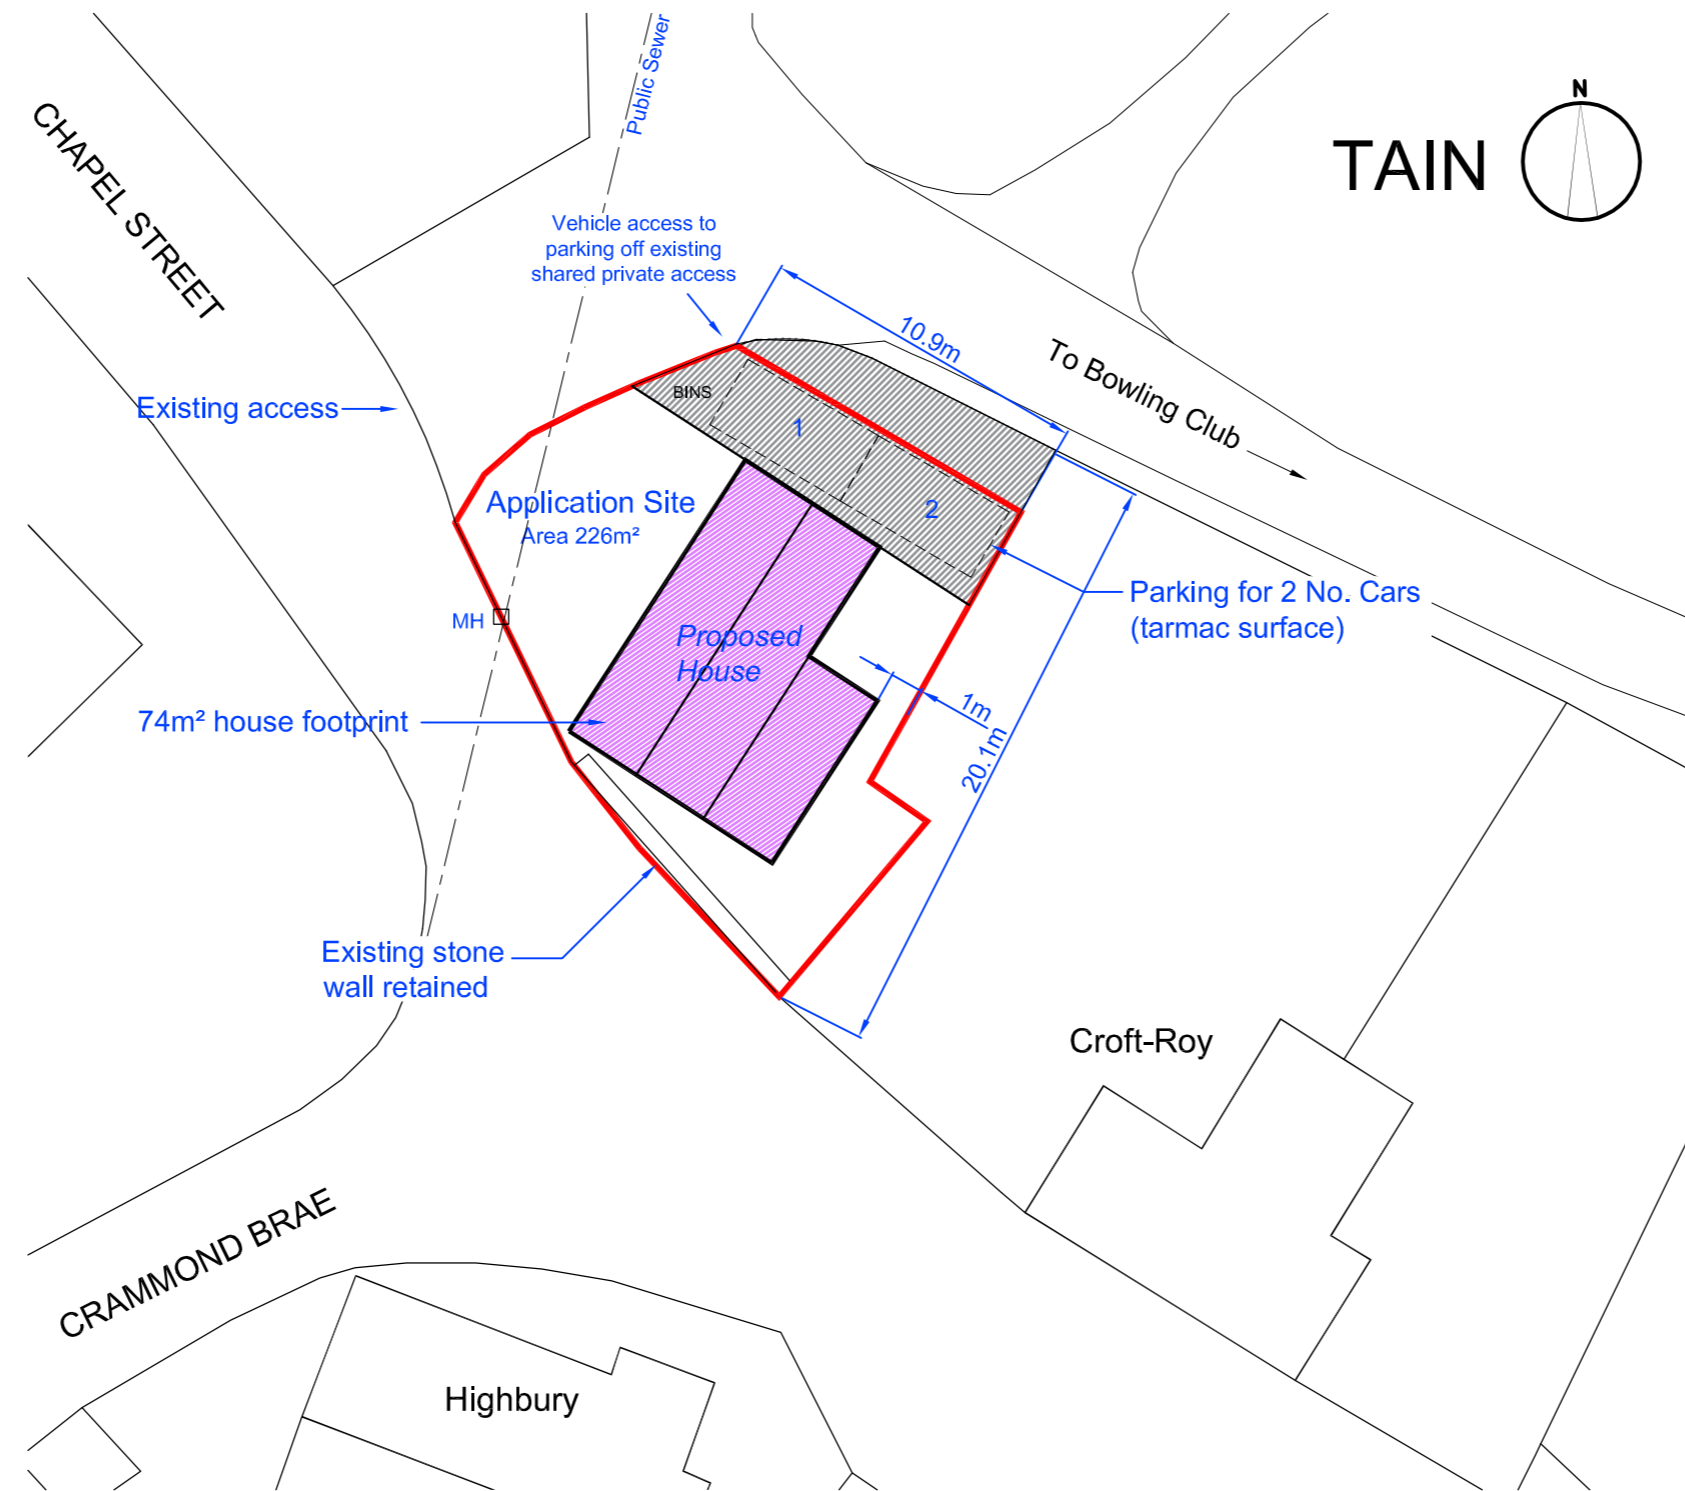 CHAPEL STREET
Public Sewer
N
TAIN
Vehicle access to
parking off existing
shared private access
10.9m
To Bowling Club
Existing access
BINS
1
2
Application Site
Area 226m²
Parking for 2 No. Cars
(tarmac surface)
MH
Proposed
House
74m² house footprint
1m
20.1m
Existing stone
wall retained
Croft-Roy
CRAMMOND BRAE
Highbury